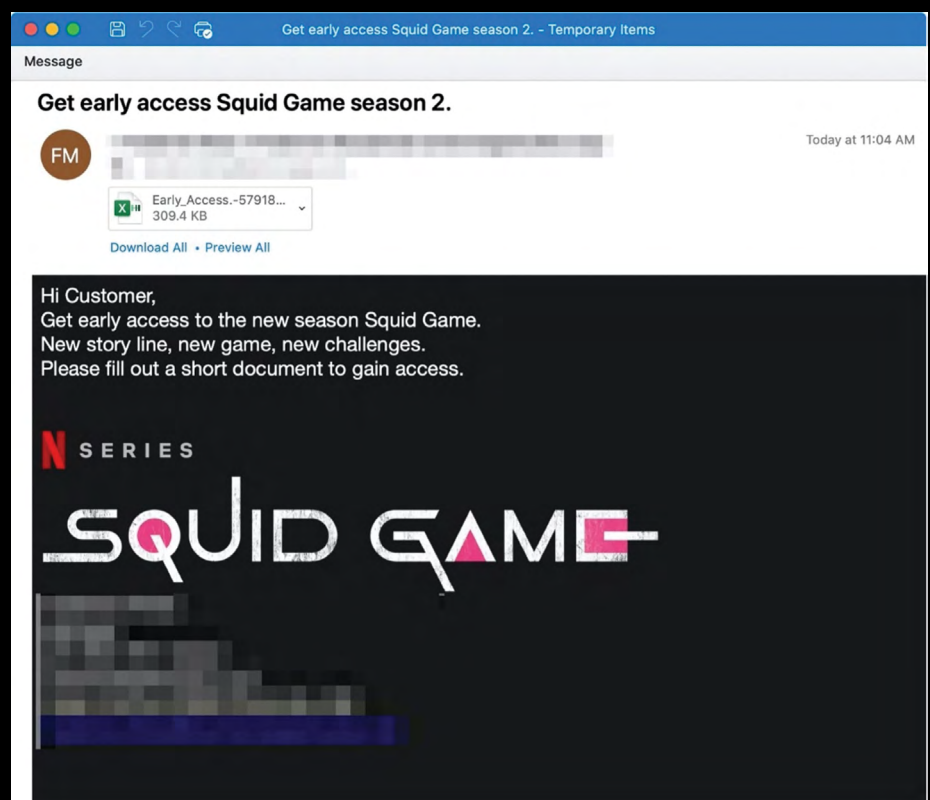 Get early access Squid Game season 2. - Temporary Items
Message
Get early access Squid Game season 2.
FM
Today at 11:04 AM
Early_Access.-57918...
309.4 KB
Download All • Preview All
Hi Customer,
Get early access to the new season Squid Game.
New story line, new game, new challenges.
Please fill out a short document to gain access.
N SERIES
SQUID GAME